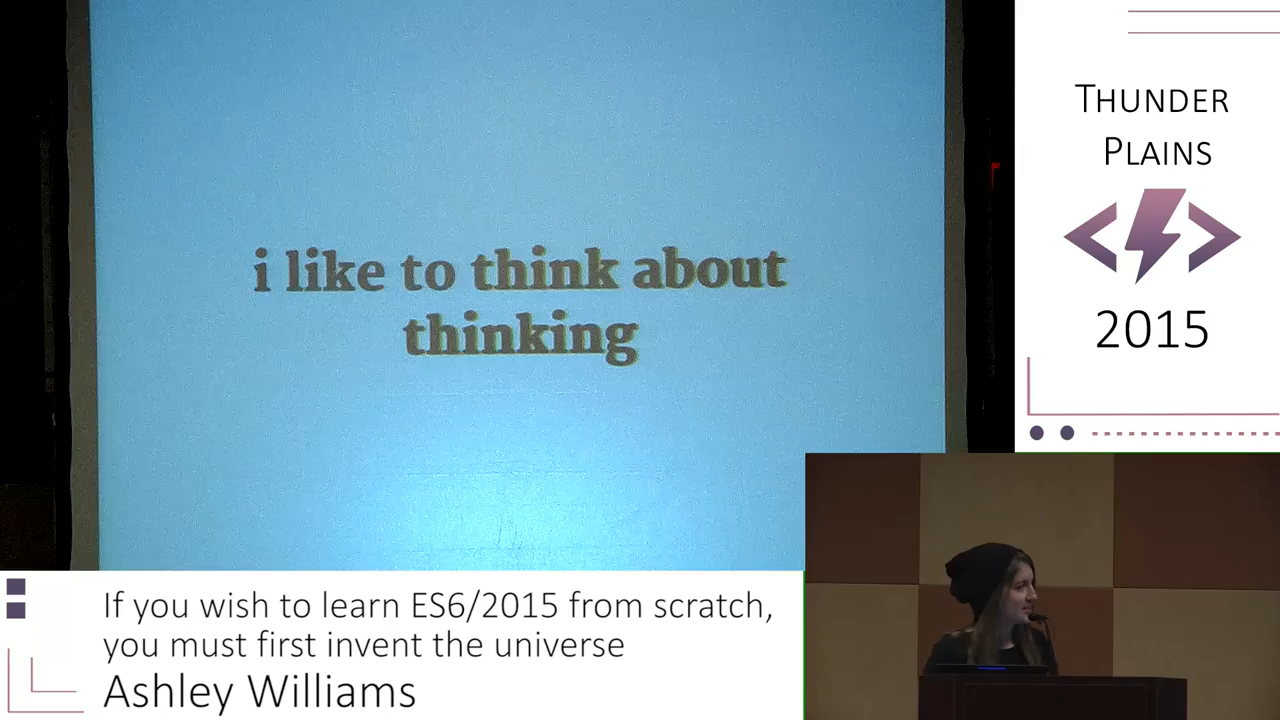 i like to think about
thinking
THUNDER
PLAINS
2015
If you wish to learn ES6/2015 from scratch,
you must first invent the universe
Ashley Williams